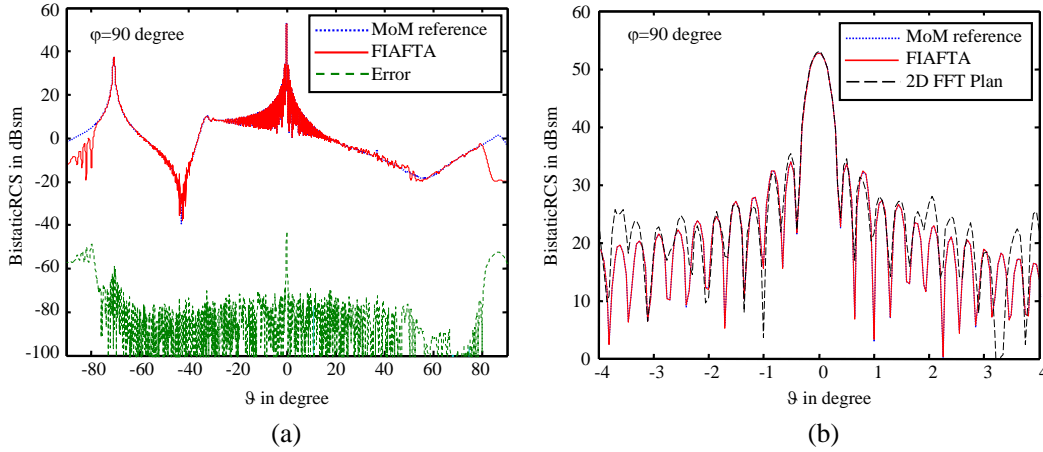 φ=90 degree
MoM reference
FIAFTA
Error
BistaticRCS in dBsm
60
40
20
0
-20
-40
-60
-80
-100
-80 -60 -40 -20 0 20 40 60 80
ϑ in degree
(a)
φ=90 degree
MoM reference
FIAFTA
2D FFT Plan
BistaticRCS in dBsm
60
50
40
30
20
10
0
-4 -3 -2 -1 0 1 2 3 4
ϑ in degree
(b)